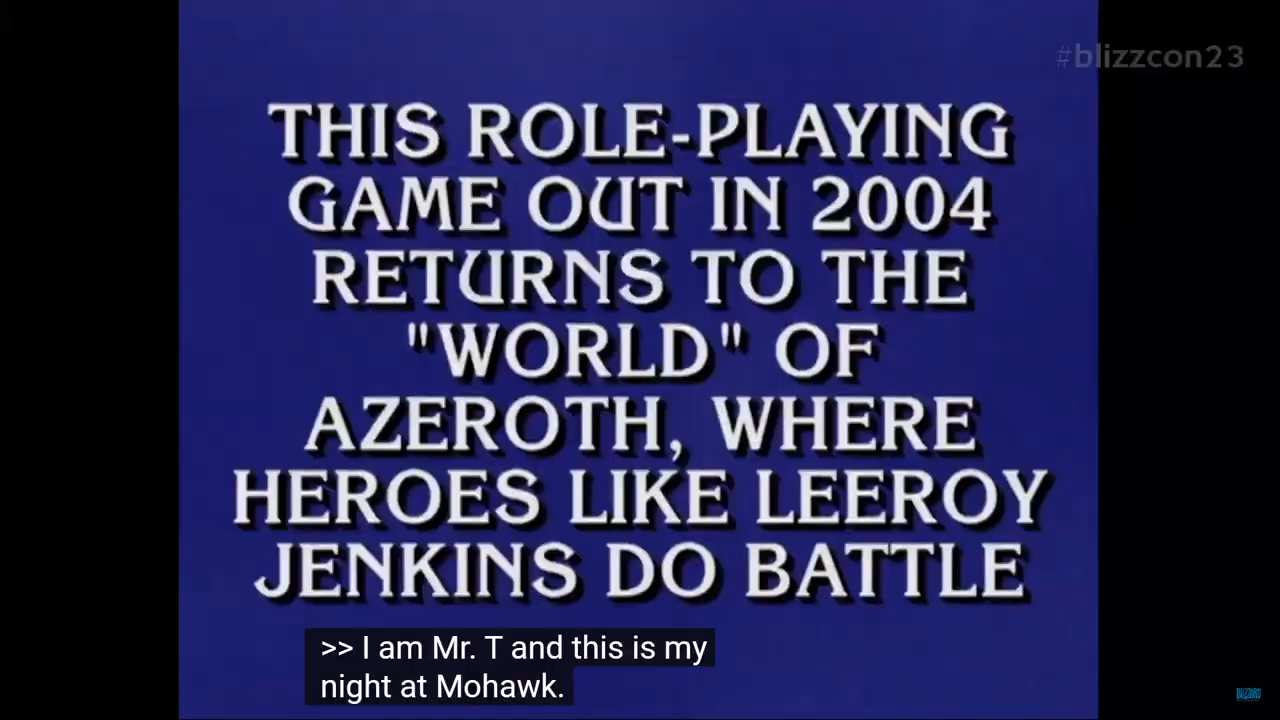 #blizzcon23
THIS ROLE-PLAYING
GAME OUT IN 2004
RETURNS TO THE
"WORLD" OF
AZEROTH, WHERE
HEROES LIKE LEEROY
JENKINS DO BATTLE
>> I am Mr. T and this is my
night at Mohawk.
BLIZZARD